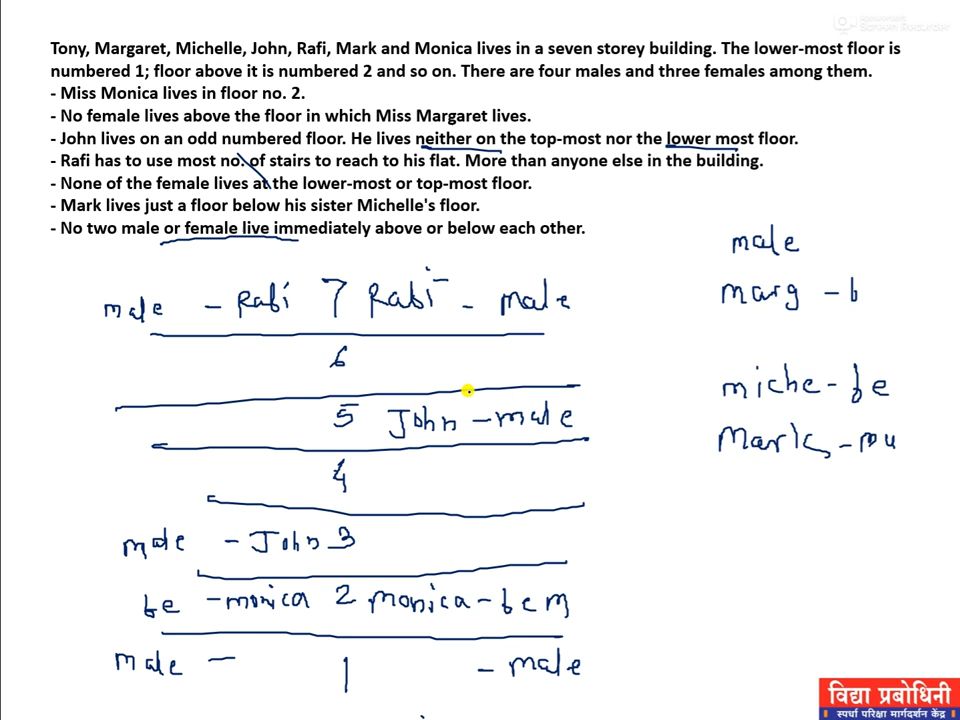 Tony, Margaret, Michelle, John, Rafi, Mark and Monica lives in a seven storey building. The lower-most floor is
numbered 1; floor above it is numbered 2 and so on. There are four males and three females among them.
- Miss Monica lives in floor no. 2.
- No female lives above the floor in which Miss Margaret lives.
- John lives on an odd numbered floor. He lives neither on the top-most nor the lower most floor.
- Rafi has to use most no. of stairs to reach to his flat. More than anyone else in the building.
- None of the female lives at the lower-most or top-most floor.
- Mark lives just a floor below his sister Michelle's floor.
- No two male or female live immediately above or below each other.
male
marg - f
male - Rafi 7 Rafi - male
6
miche - fe
5 John - male
Mark -
4
male - John 3
fe - monica 2 monica - fem
male - 1 - male
विद्या प्रबोधिनी
स्पर्धा परिक्षा मार्गदर्शन केंद्र